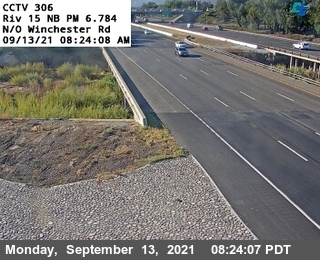 CCTV 306
Riv 15 NB PM 6.784
N/O Winchester Rd
09/13/21 08:24:08 AM
Monday, September 13, 2021 08:24:07 PDT